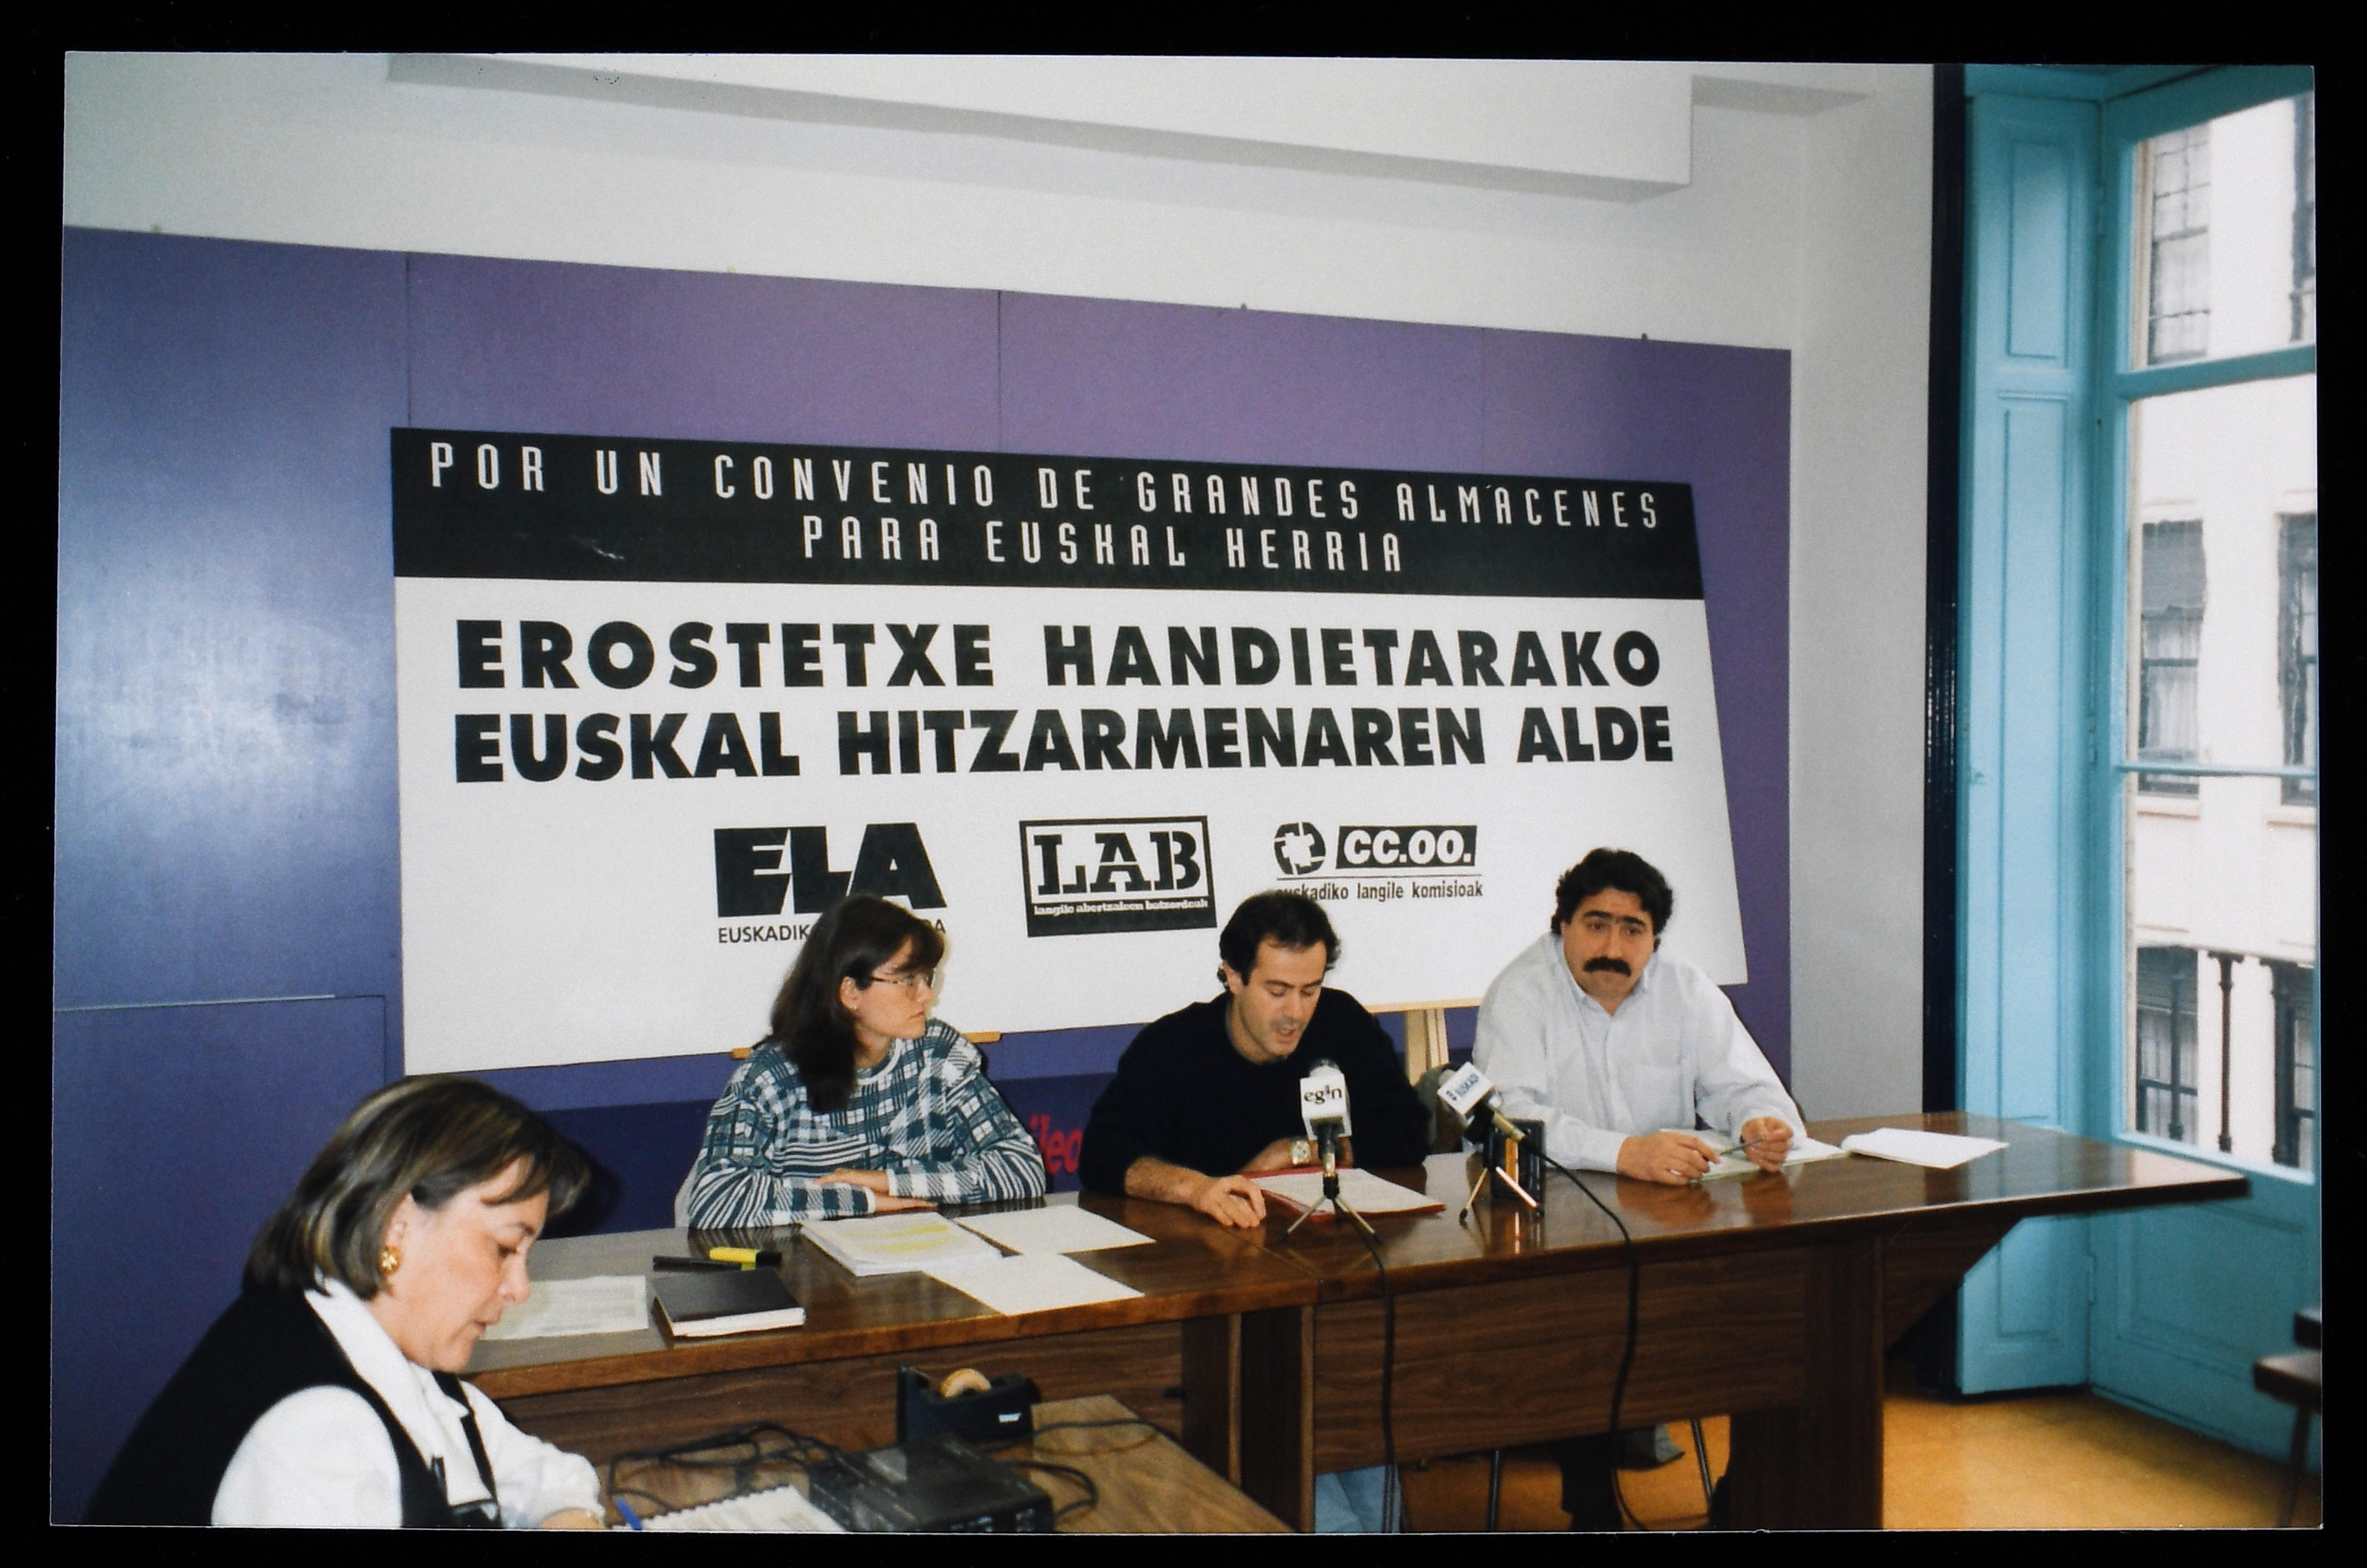 POR UN CONVENIO DE GRANDES ALMACENES
PARA EUSKAL HERRIA
EROSTETXE HANDIETARAKO
EUSKAL HITZARMENAREN ALDE
ELA
LAB
langile abertzaleen batzordeak
CC.OO.
euskadiko langile komisioak
egin
EUSKADI